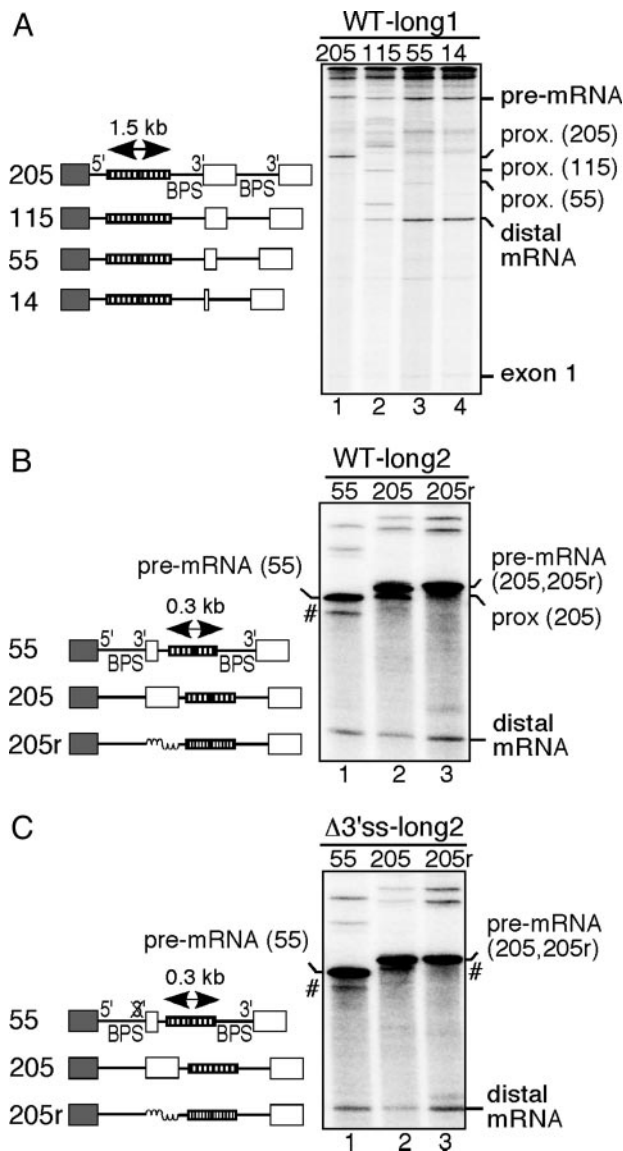 A
WT-long1
205 115 55 14
pre-mRNA
prox. (205)
prox. (115)
prox. (55)
distal
mRNA
exon 1
1 2 3 4
1.5 kb
5' 3' 3'
205
BPS BPS
115
55
14
B
WT-long2
55 205 205r
pre-mRNA (55)
#
pre-mRNA
(205,205r)
prox (205)
distal
mRNA
1 2 3
0.3 kb
5' 3' 3'
55
BPS BPS
205
205r
C
Δ3'ss-long2
55 205 205r
pre-mRNA (55)
#
pre-mRNA
(205,205r)
#
distal
mRNA
1 2 3
0.3 kb
5' 3' 3'
55
BPS BPS
205
205r